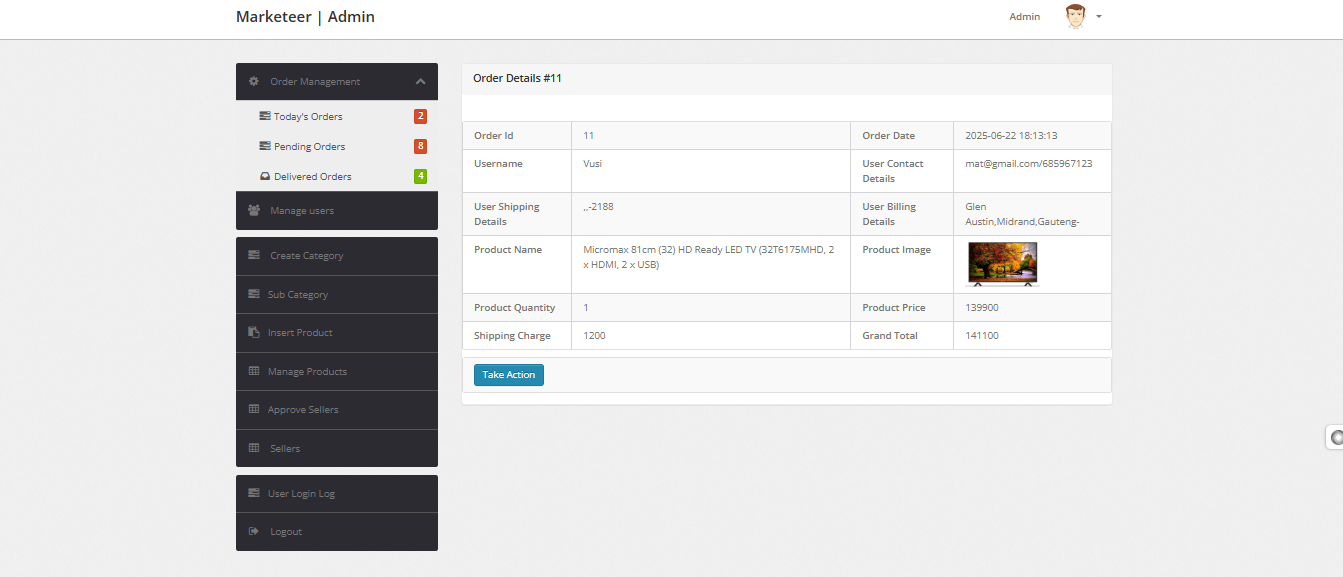 Marketeer | Admin
Admin
Order Management
Today's Orders 2
Pending Orders 8
Delivered Orders 4
Manage users
Create Category
Sub Category
Insert Product
Manage Products
Approve Sellers
Sellers
User Login Log
Logout
Order Details #11
Order Id 11 Order Date 2025-06-22 18:13:13
Username Vusi User Contact mat@gmail.com/685967123
Details
User Shipping ,,-2188 User Billing Glen
Details Details Austin,Midrand,Gauteng-
Product Name Micromax 81cm (32) HD Ready LED TV (32T6175MHD, 2 Product Image
x HDMI, 2 x USB)
Product Quantity 1 Product Price 139900
Shipping Charge 1200 Grand Total 141100
Take Action